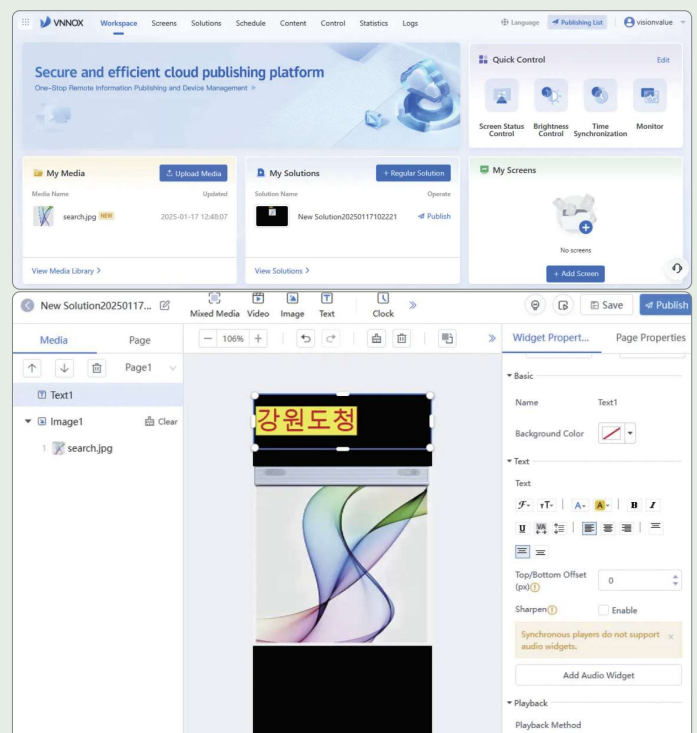 VNNOX Workspace Screens Solutions Schedule Content Control Statistics Logs Language Publishing List visionvalue
Secure and efficient cloud publishing platform
One-Stop Remote Information Publishing and Device Management
Quick Control Edit
Screen Status Control
Brightness Control
Time Synchronization
Monitor
My Media Upload Media
Media Name Updated
search.jpg NEW 2025-01-17 12:48:07
View Media Library >
My Solutions + Regular Solution
Solution Name Operate
New Solution20250117102221 Publish
View Solutions >
My Screens
No screens
+ Add Screen
New Solution20250117... Mixed Media Video Image Text Clock » Save Publish
Media Page
106%
» Widget Propert... Page Properties
Page1
Text1
Image1 Clear
1 search.jpg
강원도청
Basic
Name Text1
Background Color
Text
Text
F TT A A B I
U VA
Top/Bottom Offset (px) 0
Sharpen Enable
Synchronous players do not support audio widgets. ×
Add Audio Widget
Playback
Playback Method